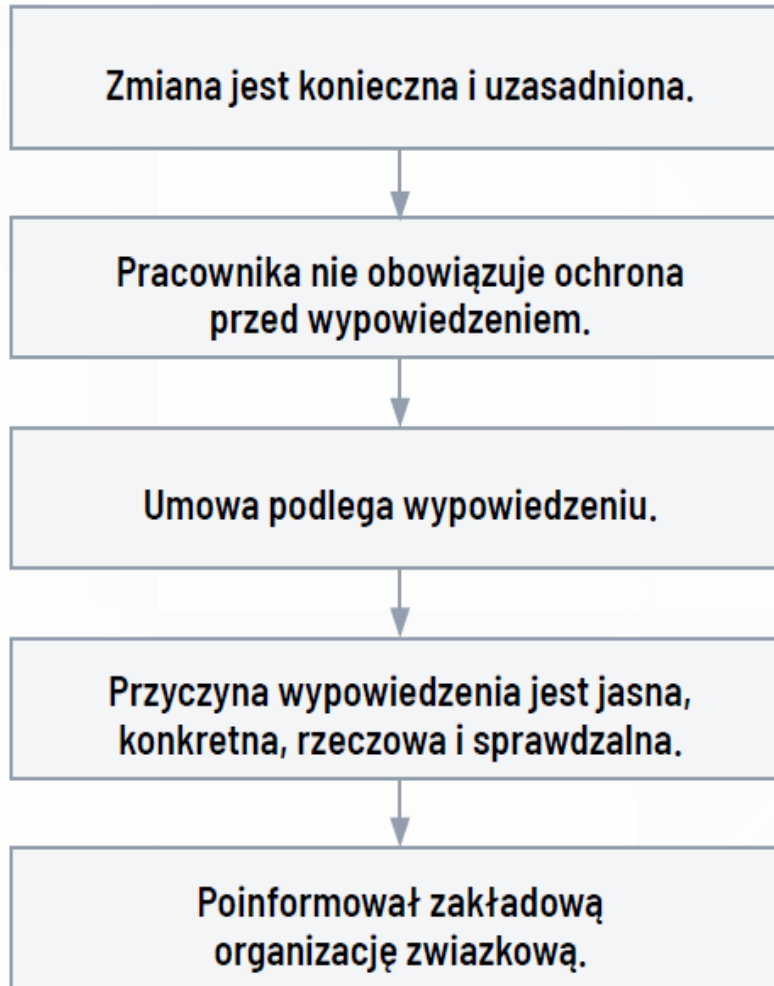 Zmiana jest konieczna i uzasadniona.
Pracownika nie obowiązuje ochrona
przed wypowiedzeniem.
Umowa podlega wypowiedzeniu.
Przyczyna wypowiedzenia jest jasna,
konkretna, rzeczowa i sprawdzalna.
Poinformował zakładową
organizację zwiazkową.